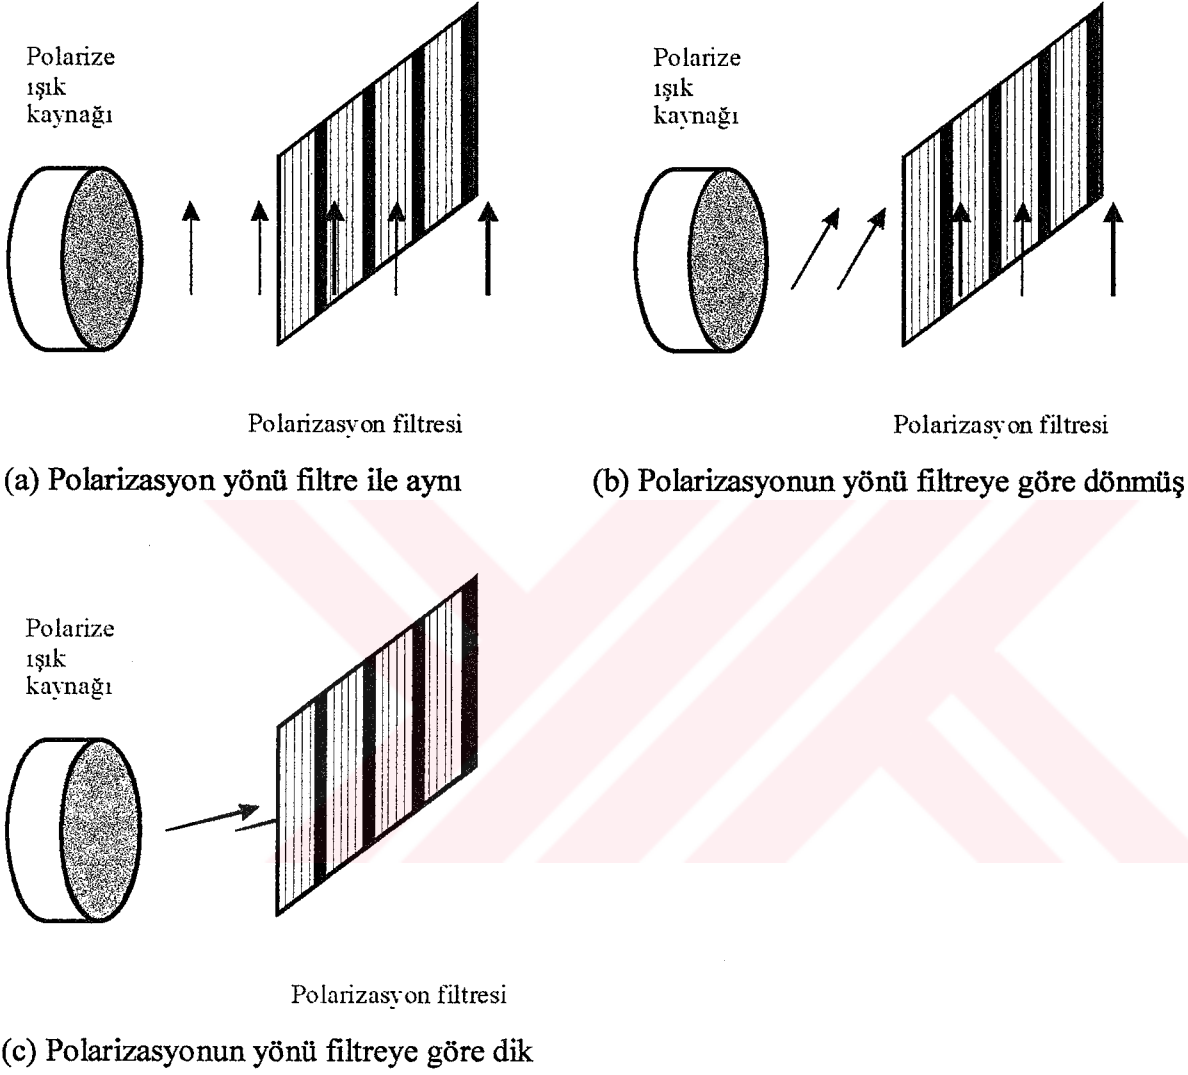 Polarize
ışık
kaynağı
Polarizasyon filtresi
(a) Polarizasyon yönü filtre ile aynı
Polarize
ışık
kaynağı
Polarizasyon filtresi
(b) Polarizasyonun yönü filtreye göre dönmüş
Polarize
ışık
kaynağı
Polarizasyon filtresi
(c) Polarizasyonun yönü filtreye göre dik